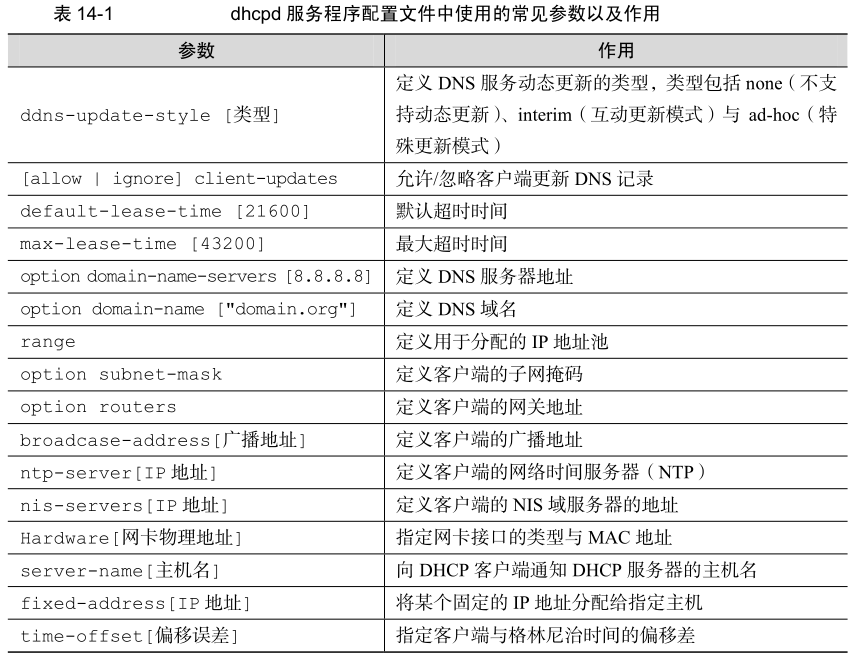 表 14-1 dhcpd 服务程序配置文件中使用的常见参数以及作用
参数 作用
ddns-update-style [类型] 定义 DNS 服务动态更新的类型，类型包括 none（不支
持动态更新）、interim（互动更新模式）与 ad-hoc（特
殊更新模式）
[allow | ignore] client-updates 允许/忽略客户端更新 DNS 记录
default-lease-time [21600] 默认超时时间
max-lease-time [43200] 最大超时时间
option domain-name-servers [8.8.8.8] 定义 DNS 服务器地址
option domain-name ["domain.org"] 定义 DNS 域名
range 定义用于分配的 IP 地址池
option subnet-mask 定义客户端的子网掩码
option routers 定义客户端的网关地址
broadcase-address[广播地址] 定义客户端的广播地址
ntp-server[IP 地址] 定义客户端的网络时间服务器（NTP）
nis-servers[IP 地址] 定义客户端的 NIS 域服务器的地址
Hardware[网卡物理地址] 指定网卡接口的类型与 MAC 地址
server-name[主机名] 向 DHCP 客户端通知 DHCP 服务器的主机名
fixed-address[IP 地址] 将某个固定的 IP 地址分配给指定主机
time-offset[偏移误差] 指定客户端与格林尼治时间的偏移差